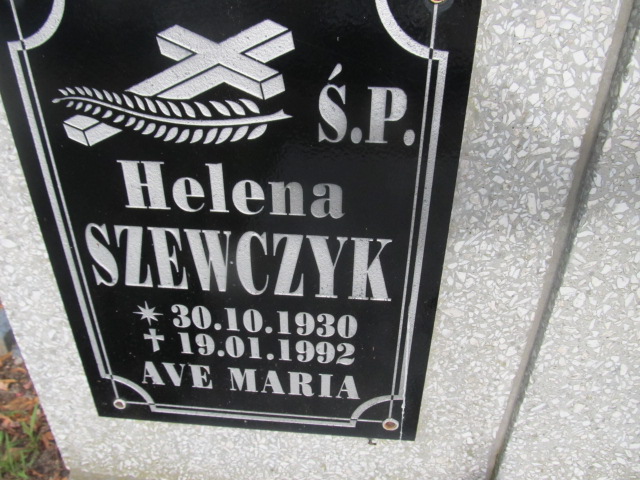 Ś.P.
Helena
SZEWCZYK
✷ 30.10.1930
✝ 19.01.1992
AVE MARIA